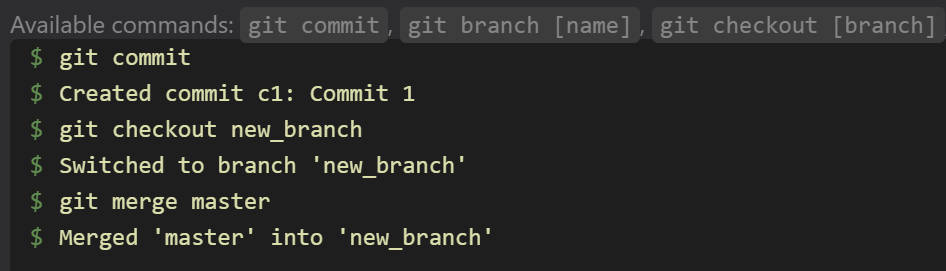 Available commands: git commit, git branch [name], git checkout [branch]
$ git commit
$ Created commit c1: Commit 1
$ git checkout new_branch
$ Switched to branch 'new_branch'
$ git merge master
$ Merged 'master' into 'new_branch'